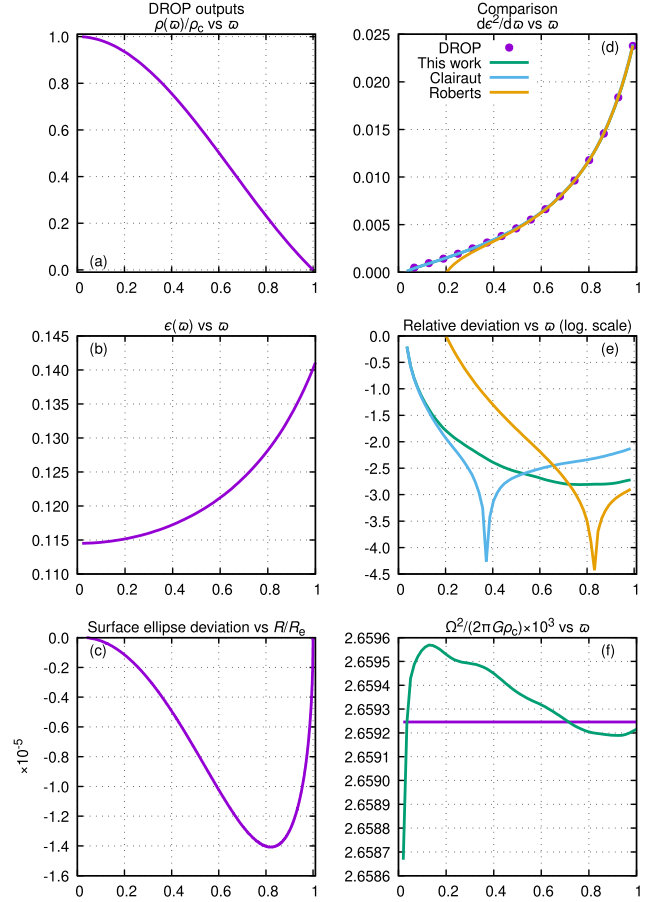 DROP outputs
ρ(ϖ)/ρc vs ϖ
1.0
0.8
0.6
0.4
0.2
0.0
(a)
0 0.2 0.4 0.6 0.8 1
Comparison
dϵ²/dϖ vs ϖ
0.025
0.020
0.015
0.010
0.005
0.000
DROP
This work
Clairaut
Roberts
(d)
0 0.2 0.4 0.6 0.8 1
ϵ(ϖ) vs ϖ
0.145
0.140
0.135
0.130
0.125
0.120
0.115
0.110
(b)
0 0.2 0.4 0.6 0.8 1
Relative deviation vs ϖ (log. scale)
0.0
-0.5
-1.0
-1.5
-2.0
-2.5
-3.0
-3.5
-4.0
-4.5
(e)
0 0.2 0.4 0.6 0.8 1
Surface ellipse deviation vs R/Re
0.0
-0.2
-0.4
-0.6
-0.8
-1.0
-1.2
-1.4
-1.6
×10⁻⁵
(c)
0 0.2 0.4 0.6 0.8 1
Ω²/(2πGρc)×10³ vs ϖ
2.6596
2.6595
2.6594
2.6593
2.6592
2.6591
2.6590
2.6589
2.6588
2.6587
2.6586
(f)
0 0.2 0.4 0.6 0.8 1